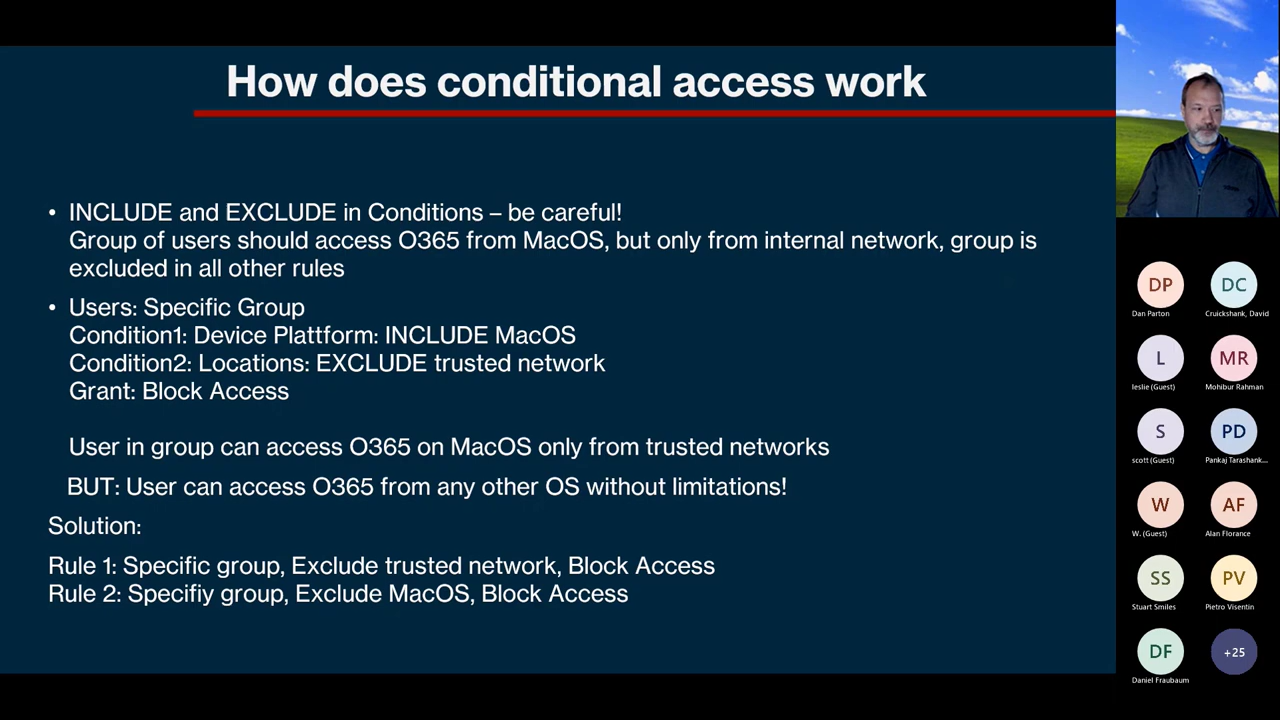 How does conditional access work
• INCLUDE and EXCLUDE in Conditions – be careful!
Group of users should access O365 from MacOS, but only from internal network, group is
excluded in all other rules
• Users: Specific Group
Condition1: Device Plattform: INCLUDE MacOS
Condition2: Locations: EXCLUDE trusted network
Grant: Block Access
User in group can access O365 on MacOS only from trusted networks
BUT: User can access O365 from any other OS without limitations!
Solution:
Rule 1: Specific group, Exclude trusted network, Block Access
Rule 2: Specifiy group, Exclude MacOS, Block Access
DP
DC
Dan Parton
Cruickshank, David
L
MR
leslie (Guest)
Mohibur Rahman
S
PD
scott (Guest)
Pankaj Tarashank...
W
AF
W. (Guest)
Alan Florance
SS
PV
Stuart Smiles
Pietro Visentin
DF
+25
Daniel Fraubaum